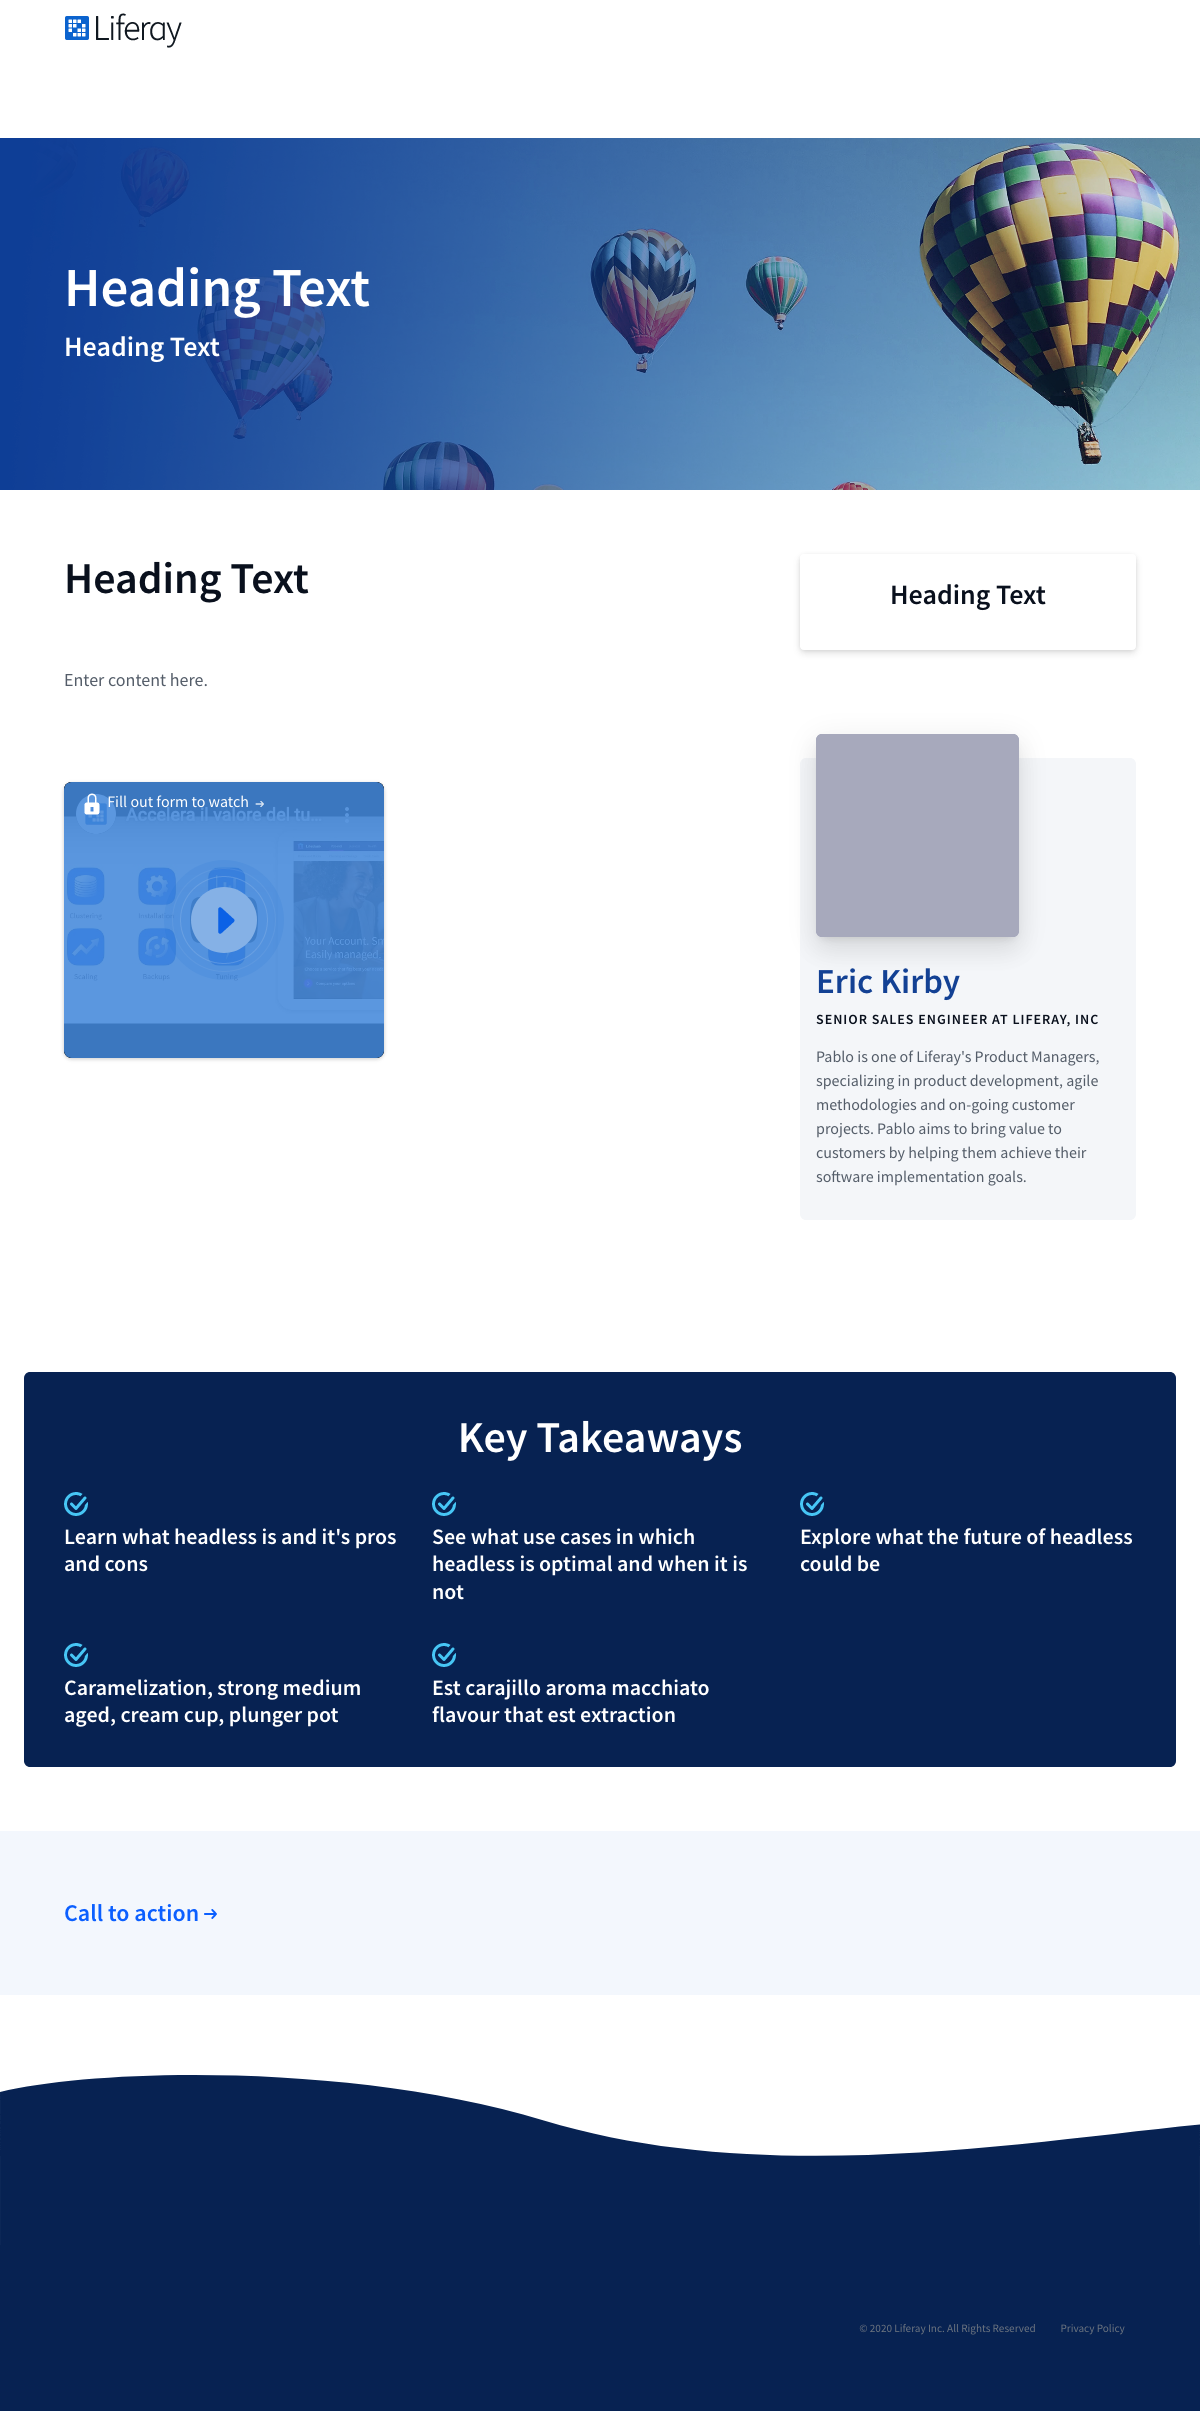 Liferay
Heading Text
Heading Text
Heading Text
Enter content here.
Fill out form to watch →
Accelera il valore del tu...
Your Account. Sn
Easily managed.
Heading Text
Eric Kirby
SENIOR SALES ENGINEER AT LIFERAY, INC
Pablo is one of Liferay's Product Managers,
specializing in product development, agile
methodologies and on-going customer
projects. Pablo aims to bring value to
customers by helping them achieve their
software implementation goals.
Key Takeaways
Learn what headless is and it's pros
and cons
See what use cases in which
headless is optimal and when it is
not
Explore what the future of headless
could be
Caramelization, strong medium
aged, cream cup, plunger pot
Est carajillo aroma macchiato
flavour that est extraction
Call to action →
© 2020 Liferay Inc. All Rights Reserved
Privacy Policy